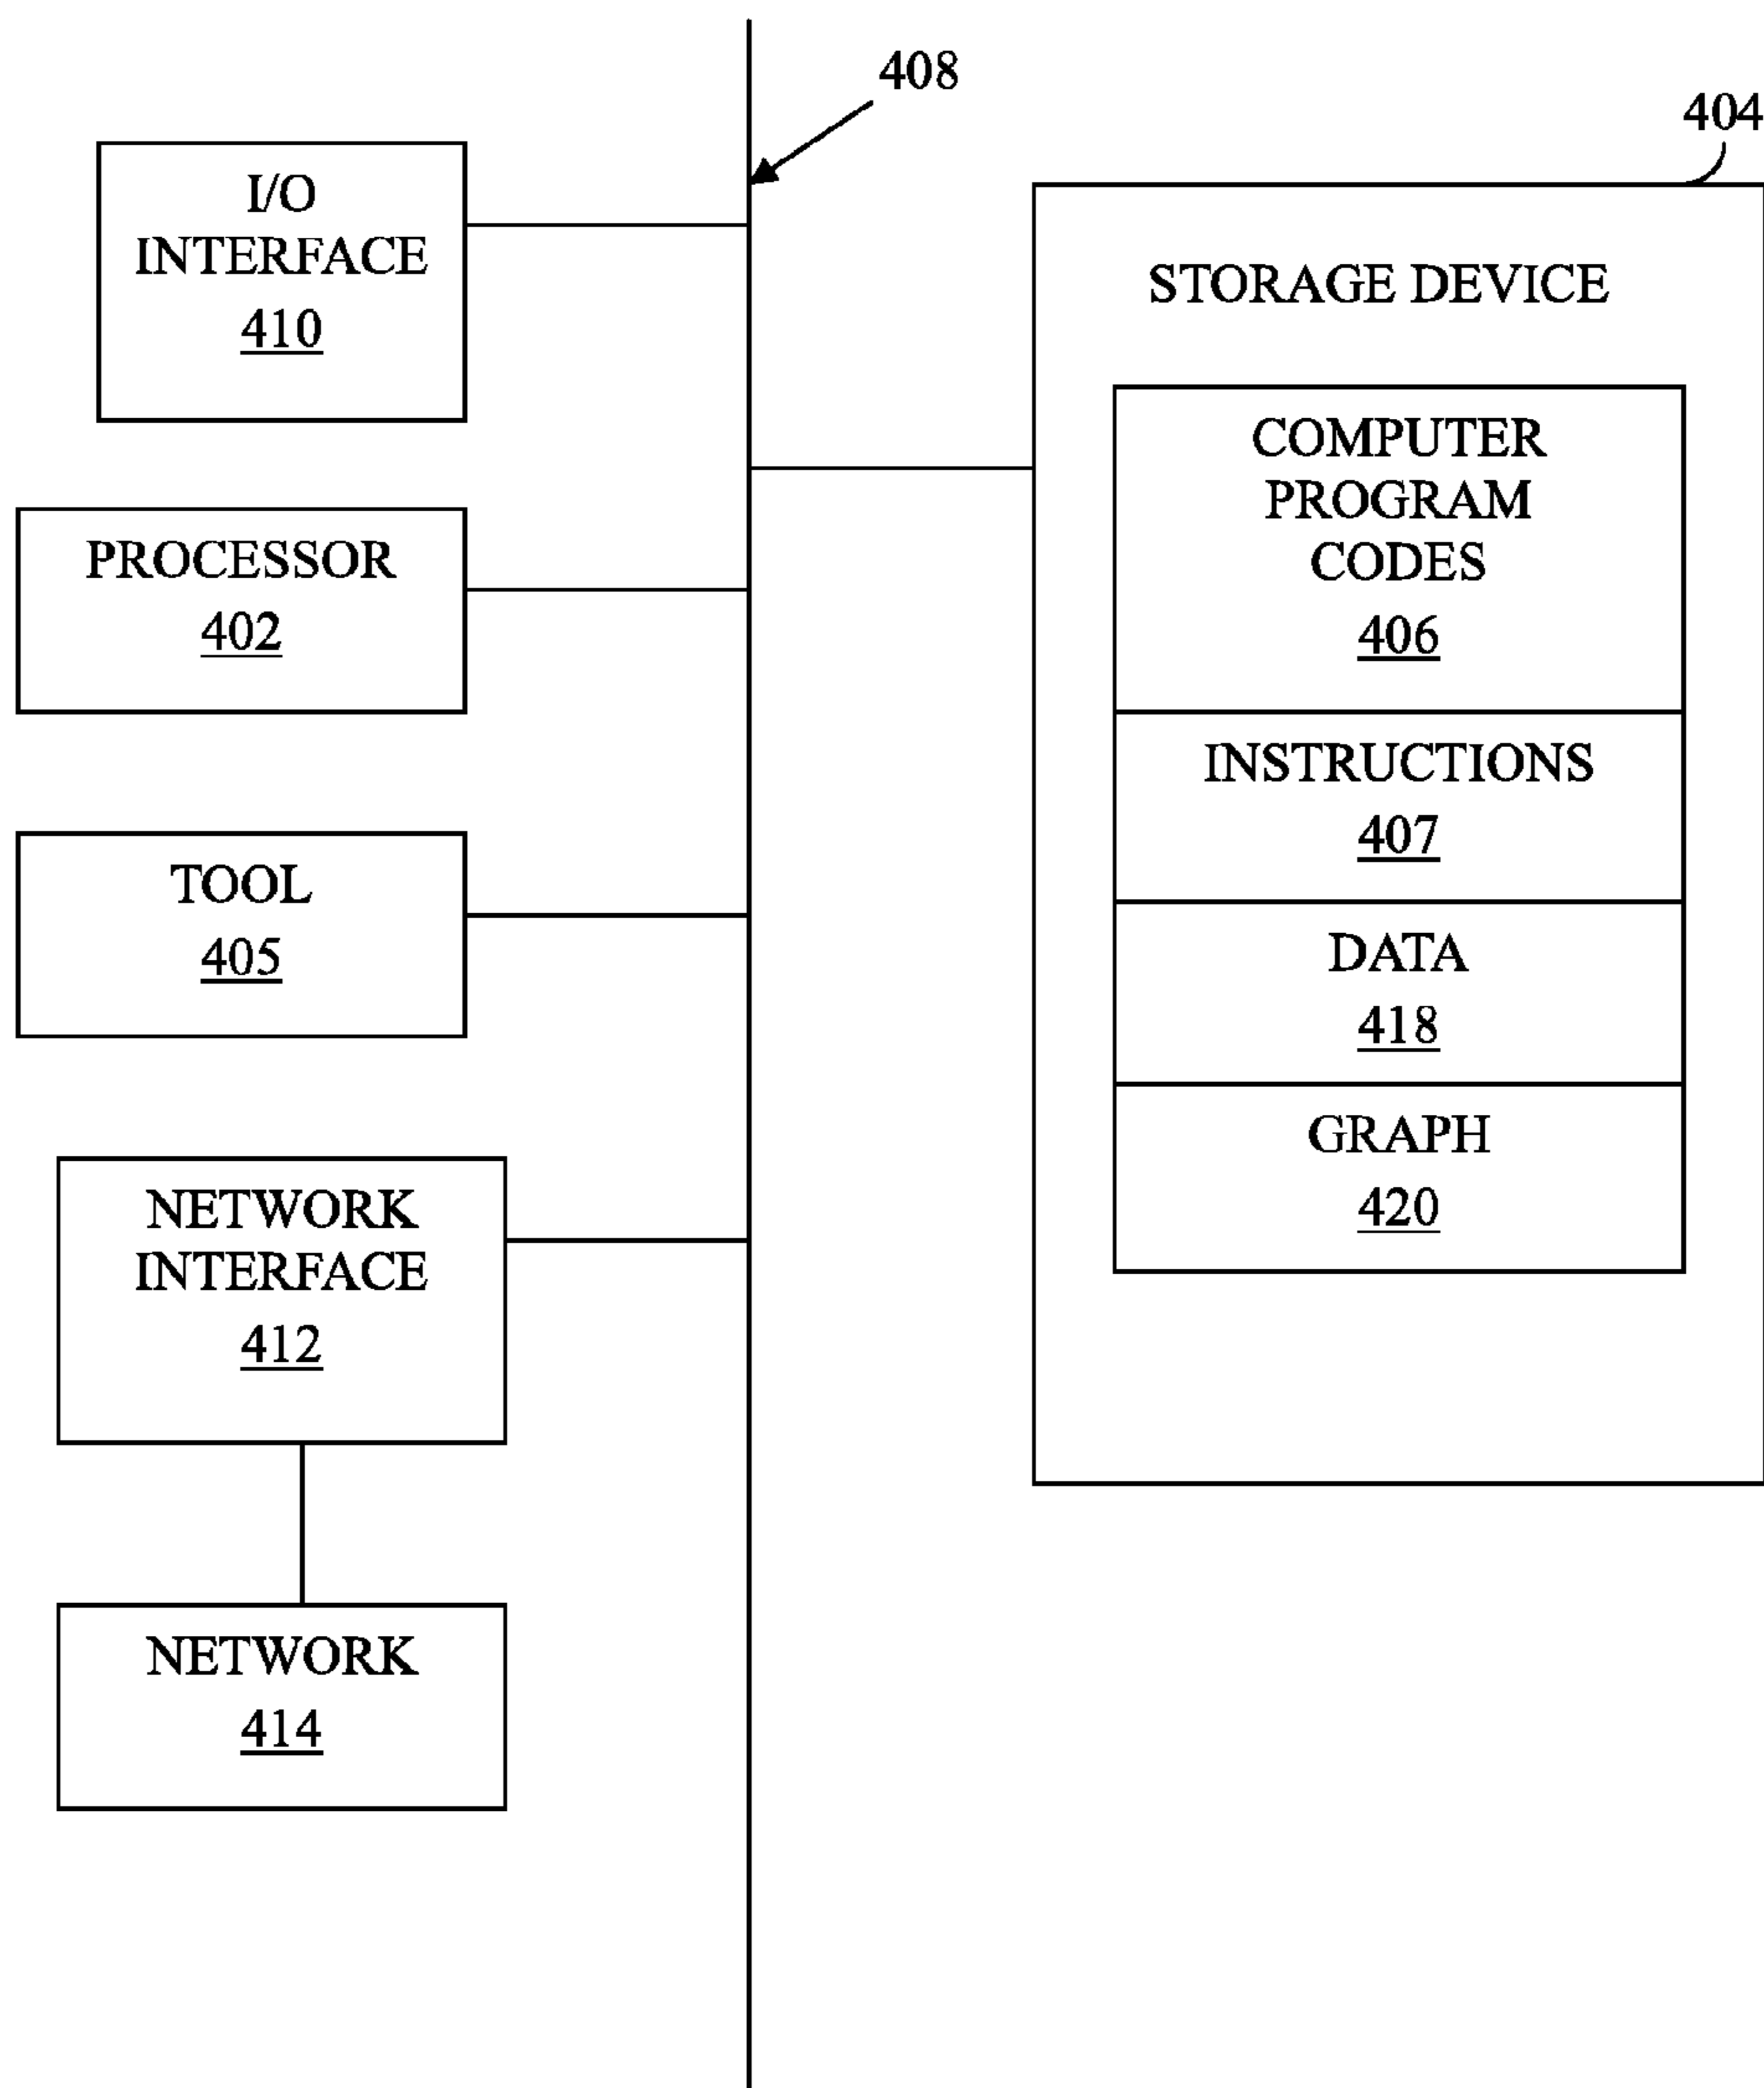 408
404
I/O
INTERFACE
410
STORAGE DEVICE
COMPUTER
PROGRAM
CODES
406
PROCESSOR
402
INSTRUCTIONS
407
TOOL
405
DATA
418
GRAPH
420
NETWORK
INTERFACE
412
NETWORK
414